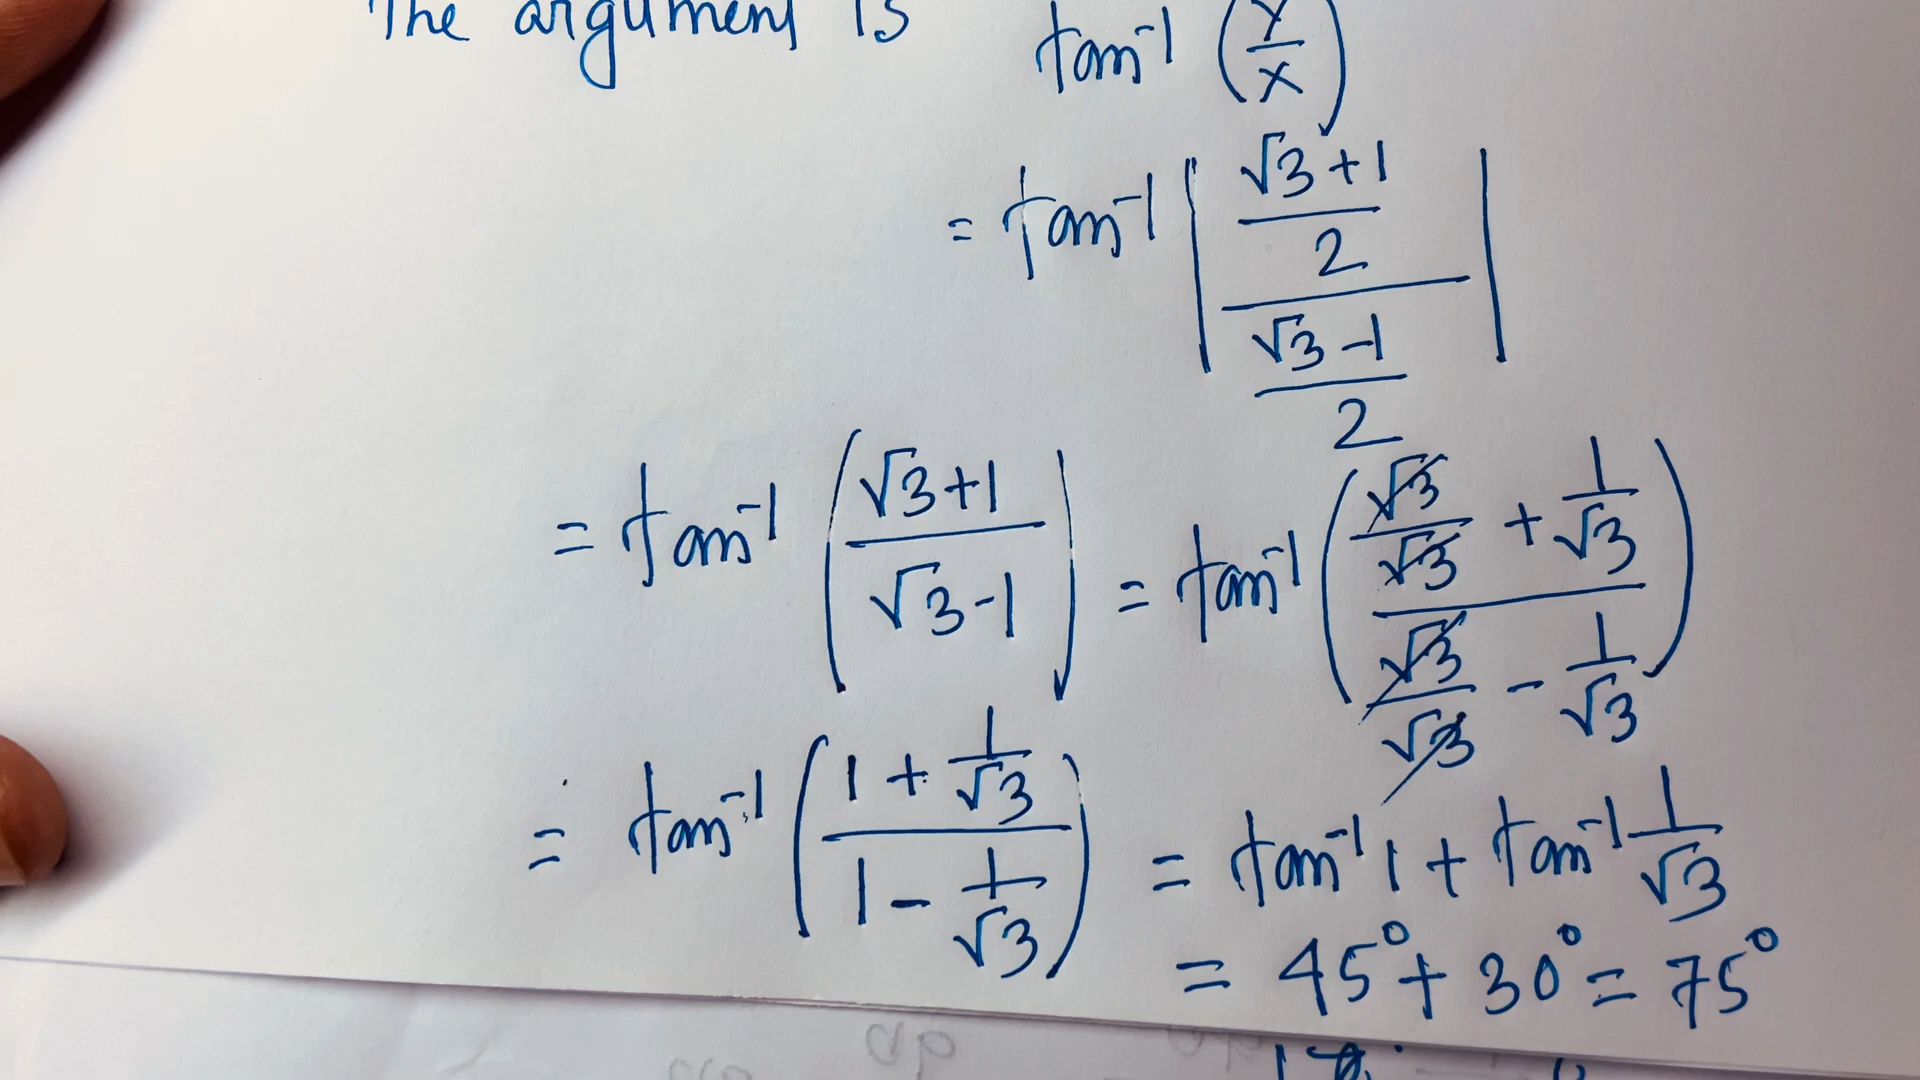 The argument is tan⁻¹ (y/x)
= tan⁻¹ | ((√3+1)/2) / ((√3-1)/2) |
= tan⁻¹ ((√3+1)/(√3-1)) = tan⁻¹ ((√3/√3 + 1/√3)/(√3/√3 - 1/√3))
= tan⁻¹ ((1 + 1/√3)/(1 - 1/√3)) = tan⁻¹ 1 + tan⁻¹ 1/√3
= 45° + 30° = 75°